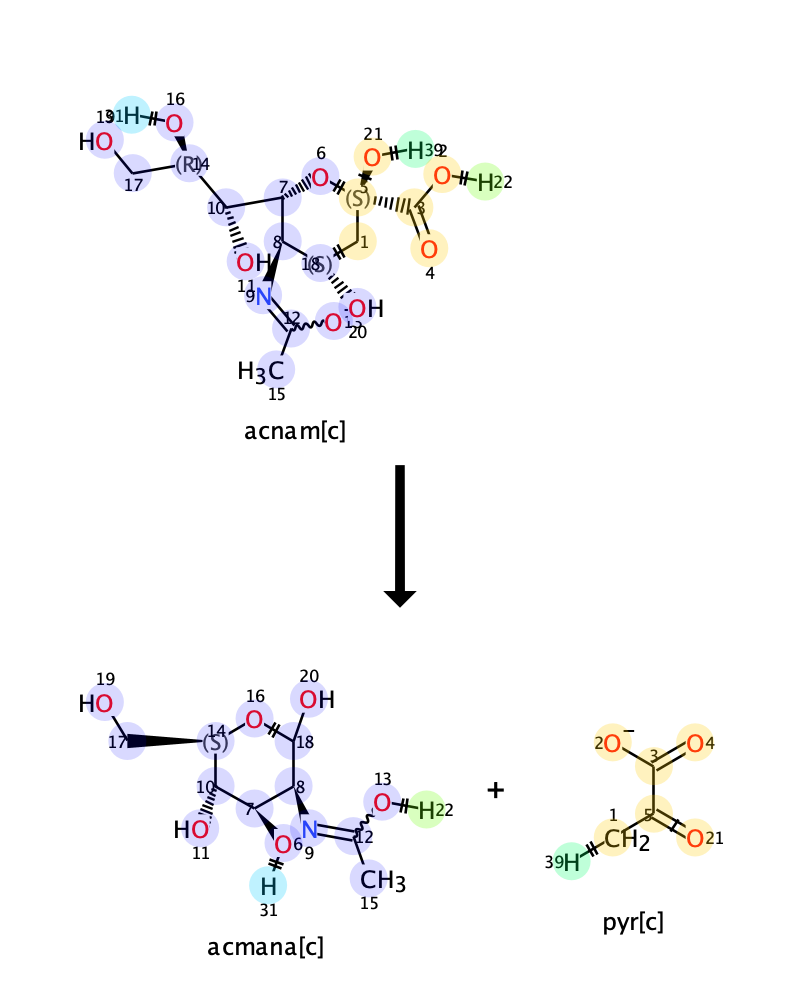 16
19 31 H
O
21
H 39 2
HO
O
O
O
H 22
6
O
(R) 14
17
7
(S)
3
10
1
8
O
4
OH
18 (S)
11
9 N
OH
12
O 13
20
H3C
15
acnam[c]
19
HO
16
O
20
OH
14
(S)
17
18
10
8
13
O
H 22
7
HO
11
O 6
N
9
12
H
31
CH3
15
acmana[c]
+
2 O −
O 4
3
1
5
CH2
O 21
39 H
pyr[c]